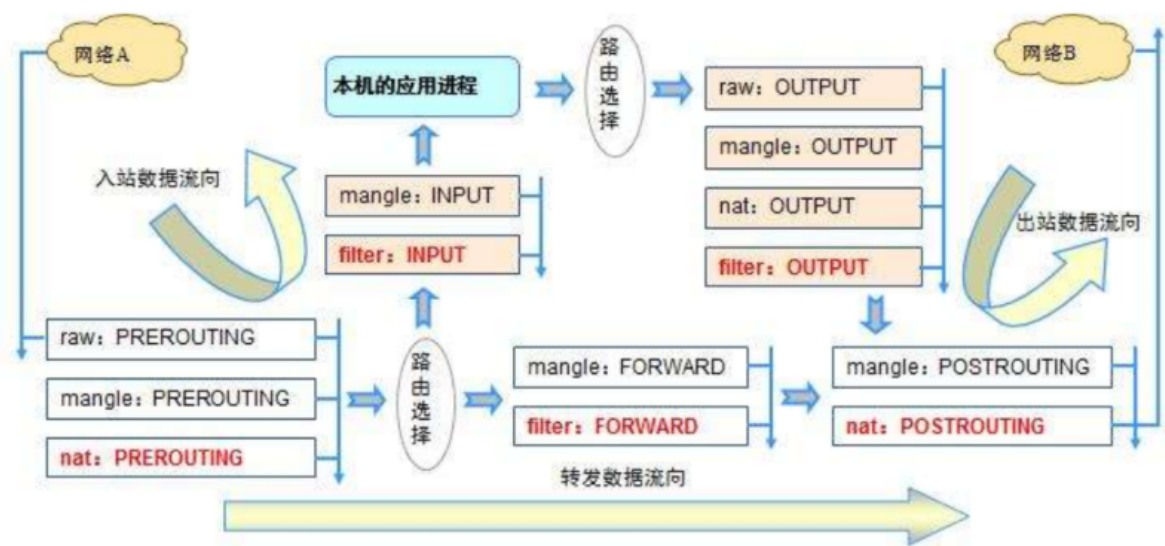 网络A
网络B
本机的应用进程
路由选择
raw：OUTPUT
mangle：OUTPUT
nat：OUTPUT
filter：OUTPUT
入站数据流向
mangle：INPUT
filter：INPUT
出站数据流向
raw：PREROUTING
mangle：PREROUTING
nat：PREROUTING
路由选择
mangle：FORWARD
filter：FORWARD
mangle：POSTROUTING
nat：POSTROUTING
转发数据流向